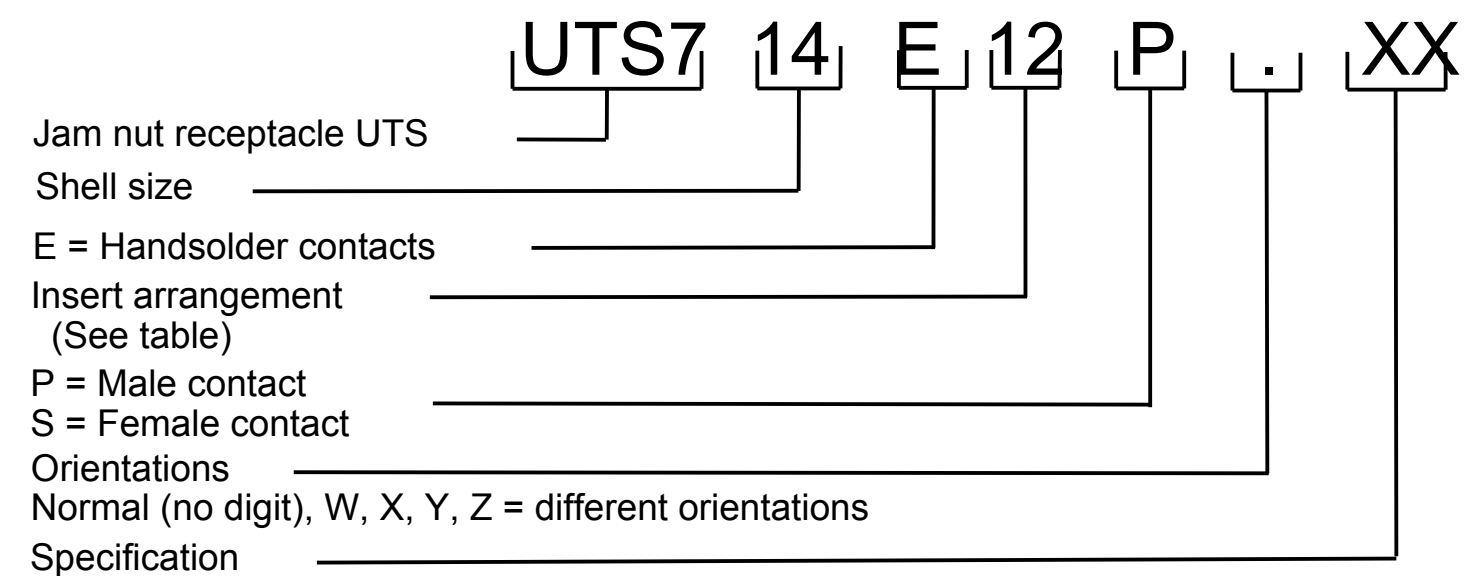 UTS7 14 E 12 P . XX
Jam nut receptacle UTS
Shell size
E = Handsolder contacts
Insert arrangement
(See table)
P = Male contact
S = Female contact
Orientations
Normal (no digit), W, X, Y, Z = different orientations
Specification